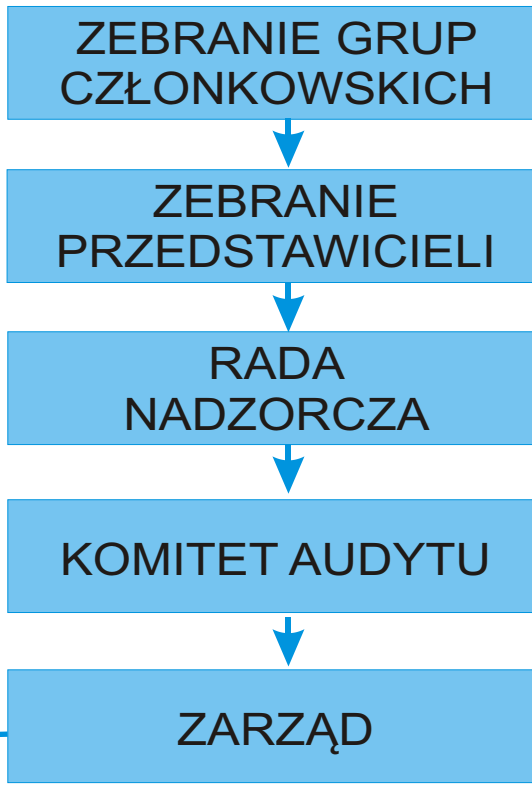 ZEBRANIE GRUP
CZŁONKOWSKICH
ZEBRANIE
PRZEDSTAWICIELI
RADA
NADZORCZA
KOMITET AUDYTU
ZARZĄD